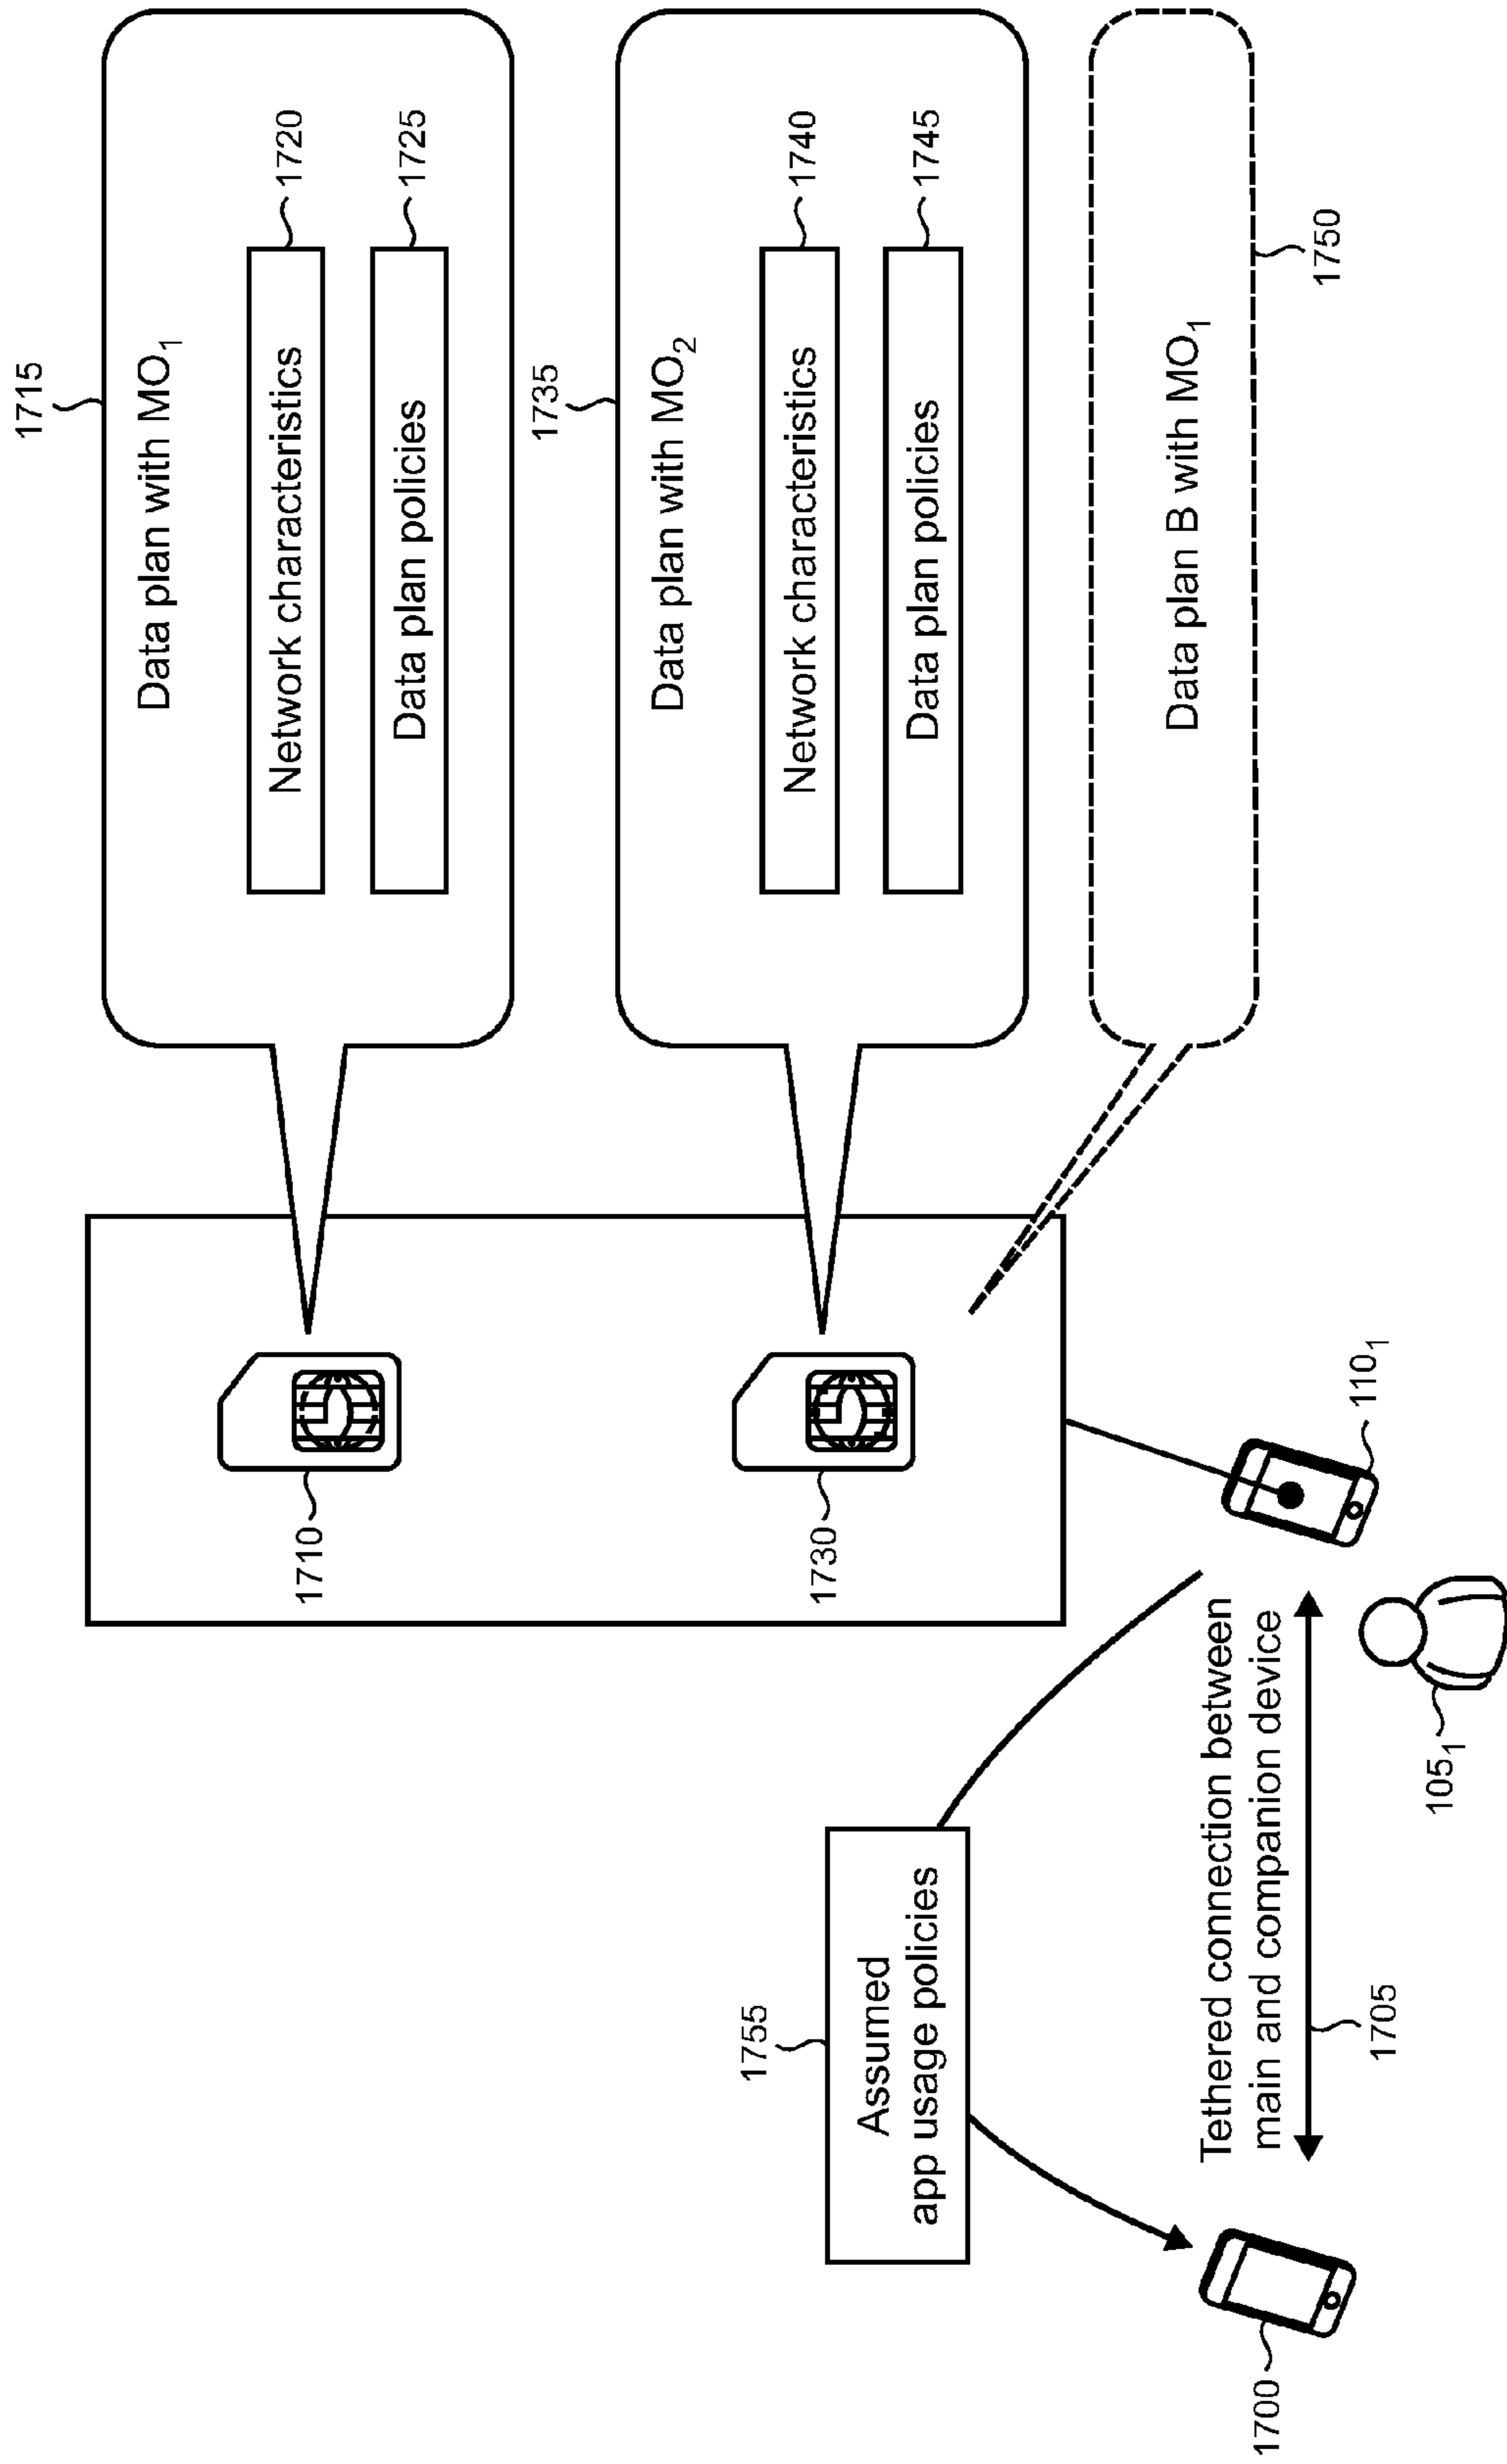 1715
Data plan with MO1
Network characteristics
1720
Data plan policies
1725
1710
1735
Data plan with MO2
Network characteristics
1740
Data plan policies
1745
1730
Data plan B with MO1
1750
1755
Assumed
app usage policies
Tethered connection between
main and companion device
1705
1101
1051
1700